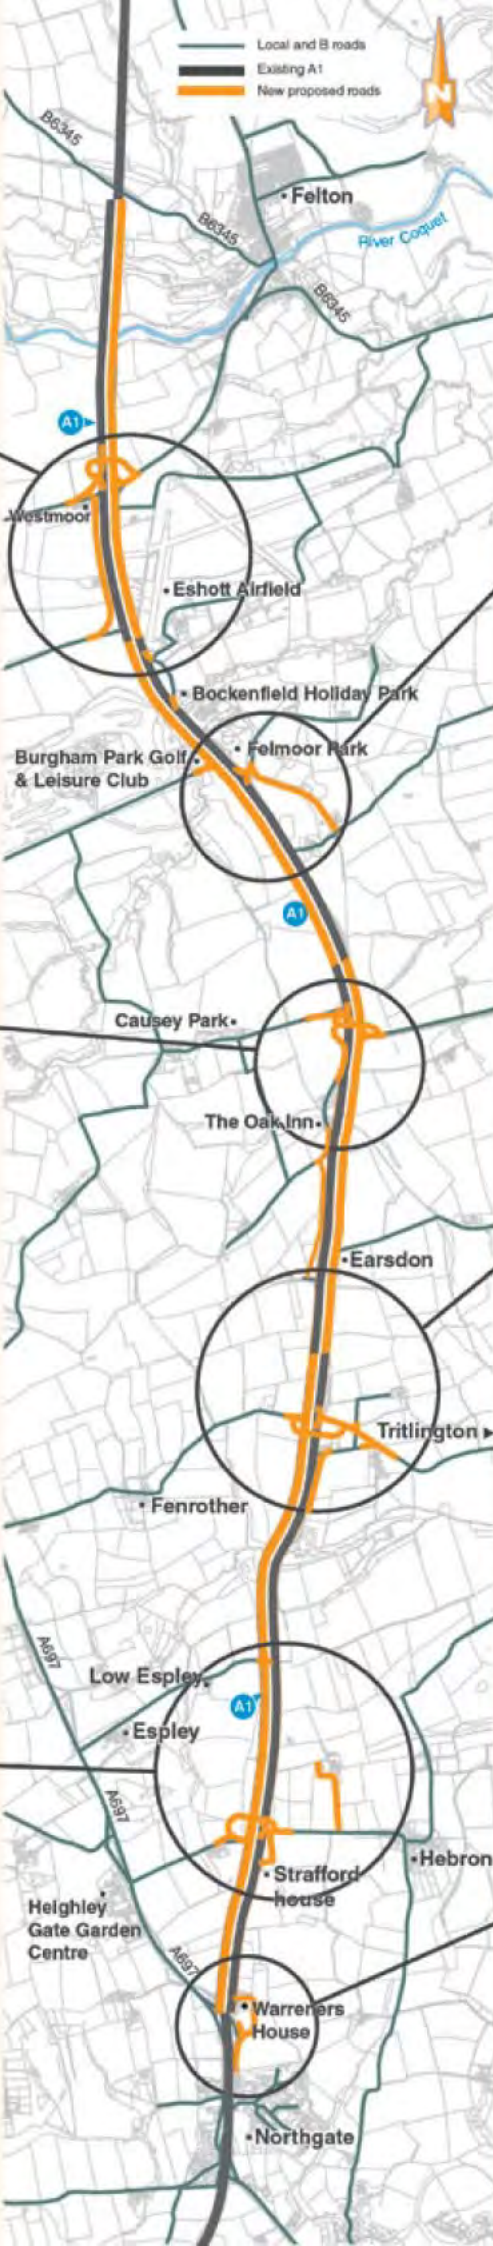 Local and B roads
Existing A1
New proposed roads
N
B6345
Felton
B6345
River Coquet
B6345
A1
Westmoor
Eshott Airfield
Bockenfield Holiday Park
Felmoor Park
Burgham Park Golf
& Leisure Club
A1
Causey Park
The Oak Inn
Earsdon
Tritlington
Fenrother
A697
Low Espley
A1
Espley
A697
Hebron
Strafford
house
Heighley
Gate Garden
Centre
A697
Warreners
House
Northgate